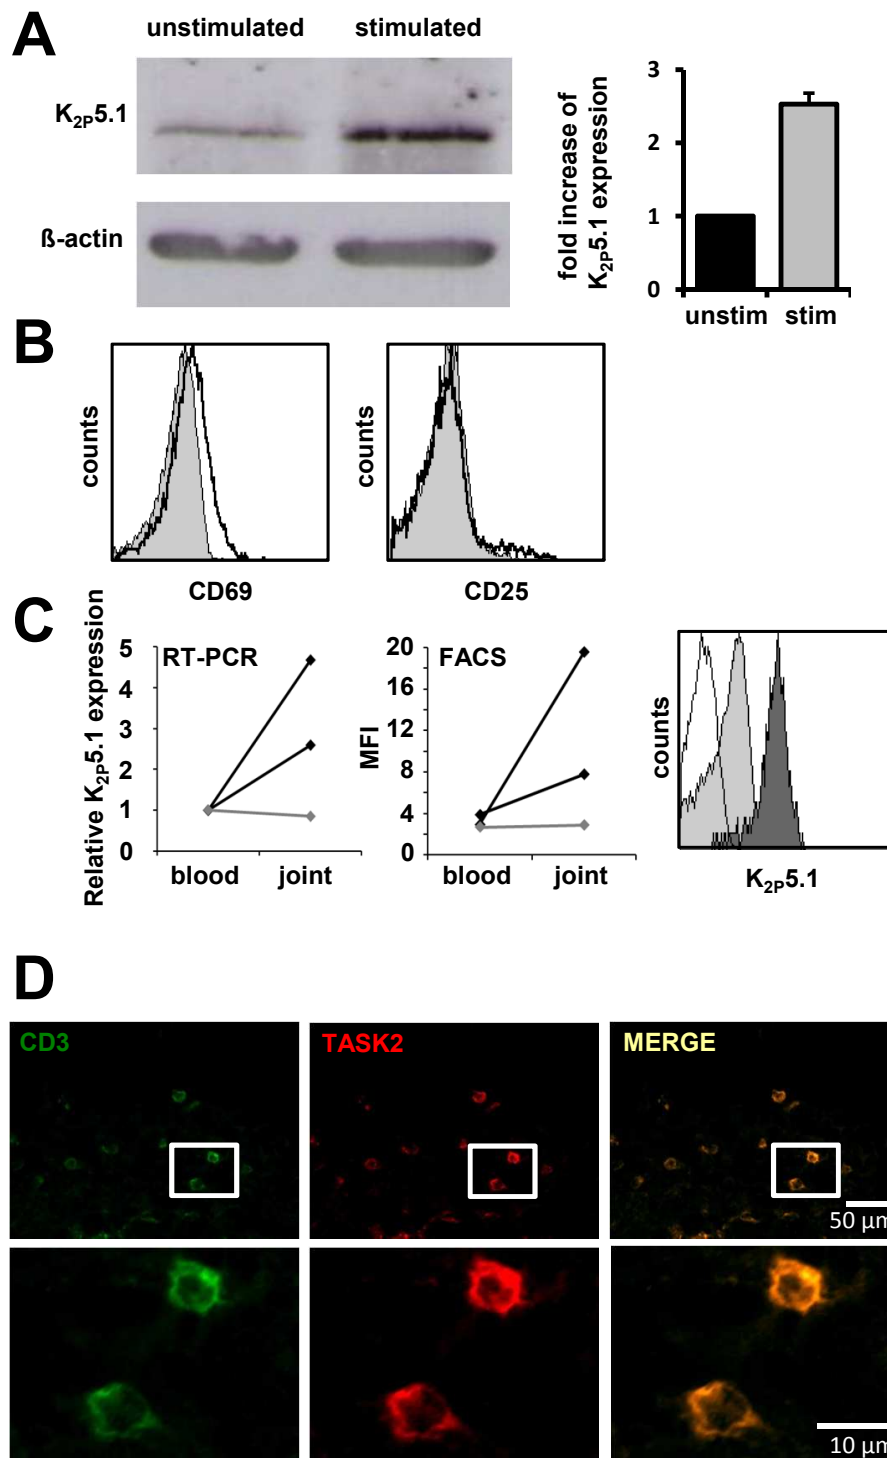 A
unstimulated stimulated
K2P5.1
ß-actin
fold increase of
K2P5.1 expression
3
2
1
0
unstim stim
B
counts
CD69
counts
CD25
C
Relative K2P5.1 expression
5
4
3
2
1
0
RT-PCR
blood joint
MFI
20
16
12
8
4
0
FACS
blood joint
counts
K2P5.1
D
CD3
TASK2
MERGE
50 µm
10 µm